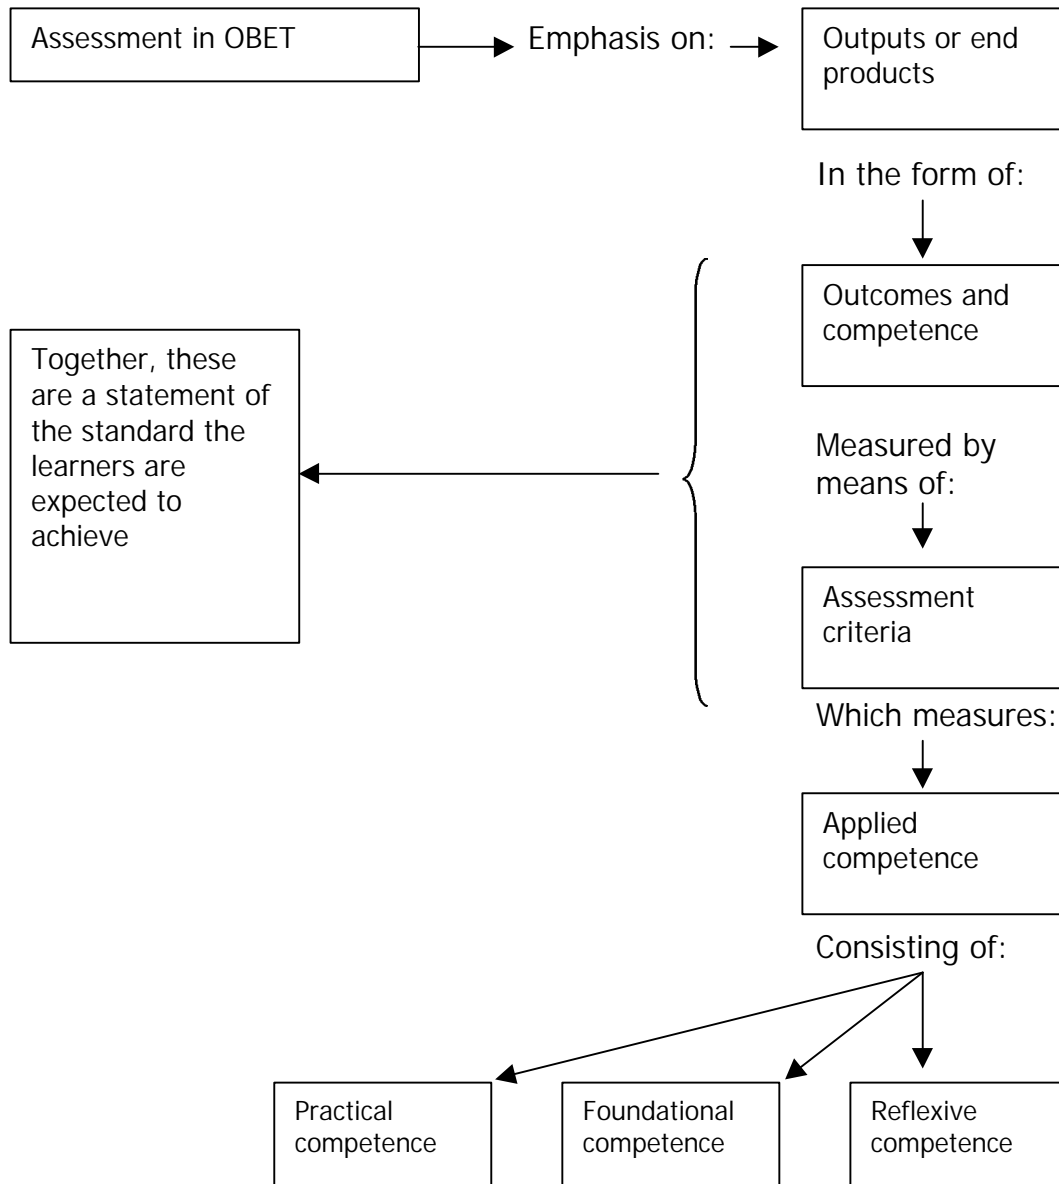 Assessment in OBET
Emphasis on:
Outputs or end
products
In the form of:
Outcomes and
competence
Together, these
are a statement of
the standard the
learners are
expected to
achieve
Measured by
means of:
Assessment
criteria
Which measures:
Applied
competence
Consisting of:
Practical
competence
Foundational
competence
Reflexive
competence